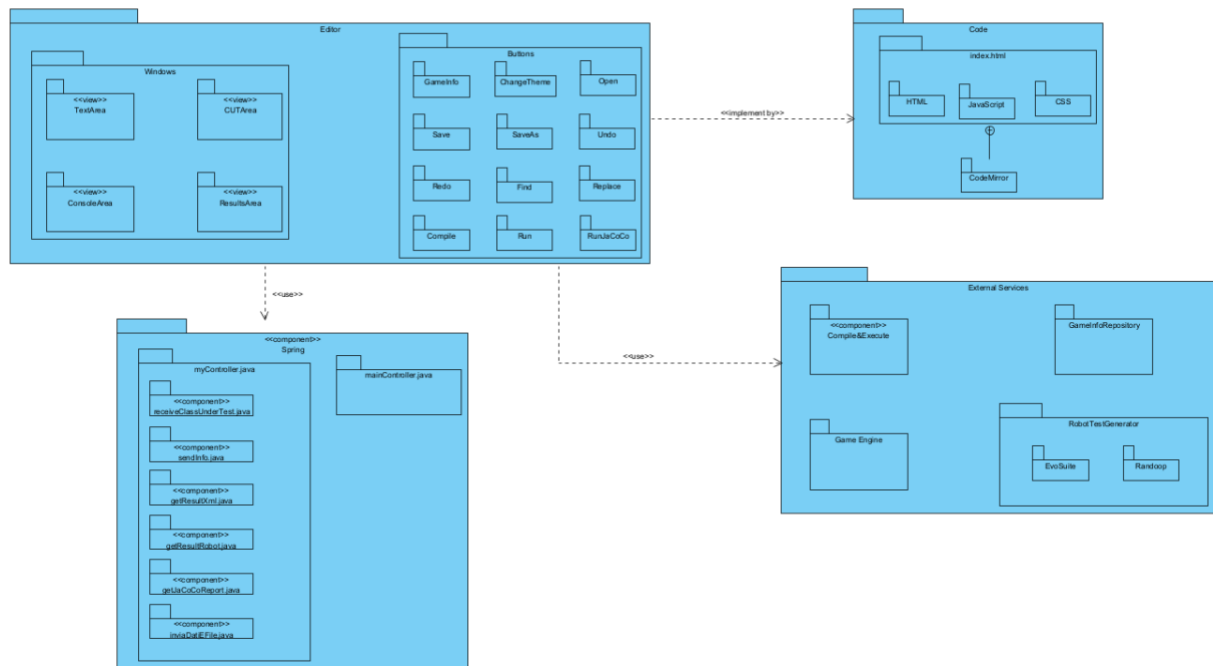 Editor
Windows
<<view>>
TextArea
<<view>>
CUTArea
<<view>>
ConsoleArea
<<view>>
ResultsArea
Buttons
GameInfo
ChangeTheme
Open
Save
SaveAs
Undo
Redo
Find
Replace
Compile
Run
RunJaCoCo
<<implement by>>
Code
index.html
HTML
JavaScript
CSS
CodeMirror
<<use>>
<<use>>
<<component>>
Spring
myController.java
<<component>>
receiveClassUnderTest.java
<<component>>
sendInfo.java
<<component>>
getResultXml.java
<<component>>
getResultRobot.java
<<component>>
getJaCoCoReport.java
<<component>>
inviaDatiEFile.java
mainController.java
External Services
<<component>>
Compile&Execute
GameInfoRepository
Game Engine
RobotTestGenerator
EvoSuite
Randoop